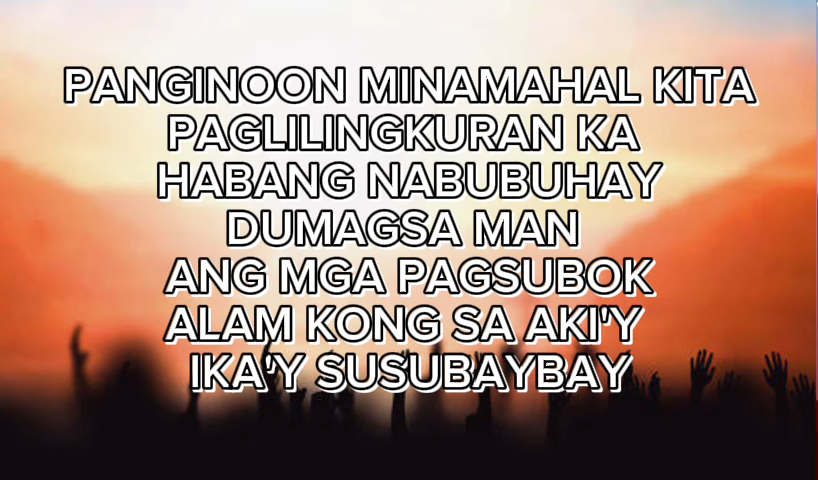 PANGINOON MINAMAHAL KITA
PAGLILINGKURAN KA
HABANG NABUBUHAY
DUMAGSA MAN
ANG MGA PAGSUBOK
ALAM KONG SA AKI'Y
IKA'Y SUSUBAYBAY